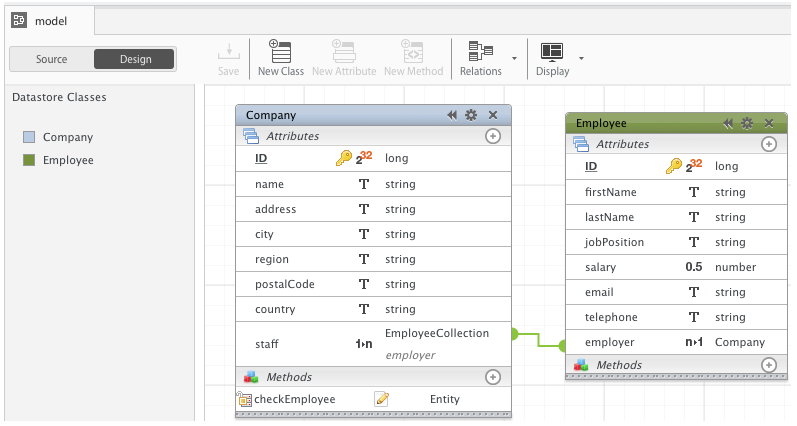 model
Source Design Save New Class New Attribute New Method Relations Display
Datastore Classes
Company
Employee
Company
Attributes
ID 2^32 long
name T string
address T string
city T string
region T string
postalCode T string
country T string
staff 1▸n EmployeeCollection
employer
Methods
checkEmployee Entity
Employee
Attributes
ID 2^32 long
firstName T string
lastName T string
jobPosition T string
salary 0.5 number
email T string
telephone T string
employer n▸1 Company
Methods